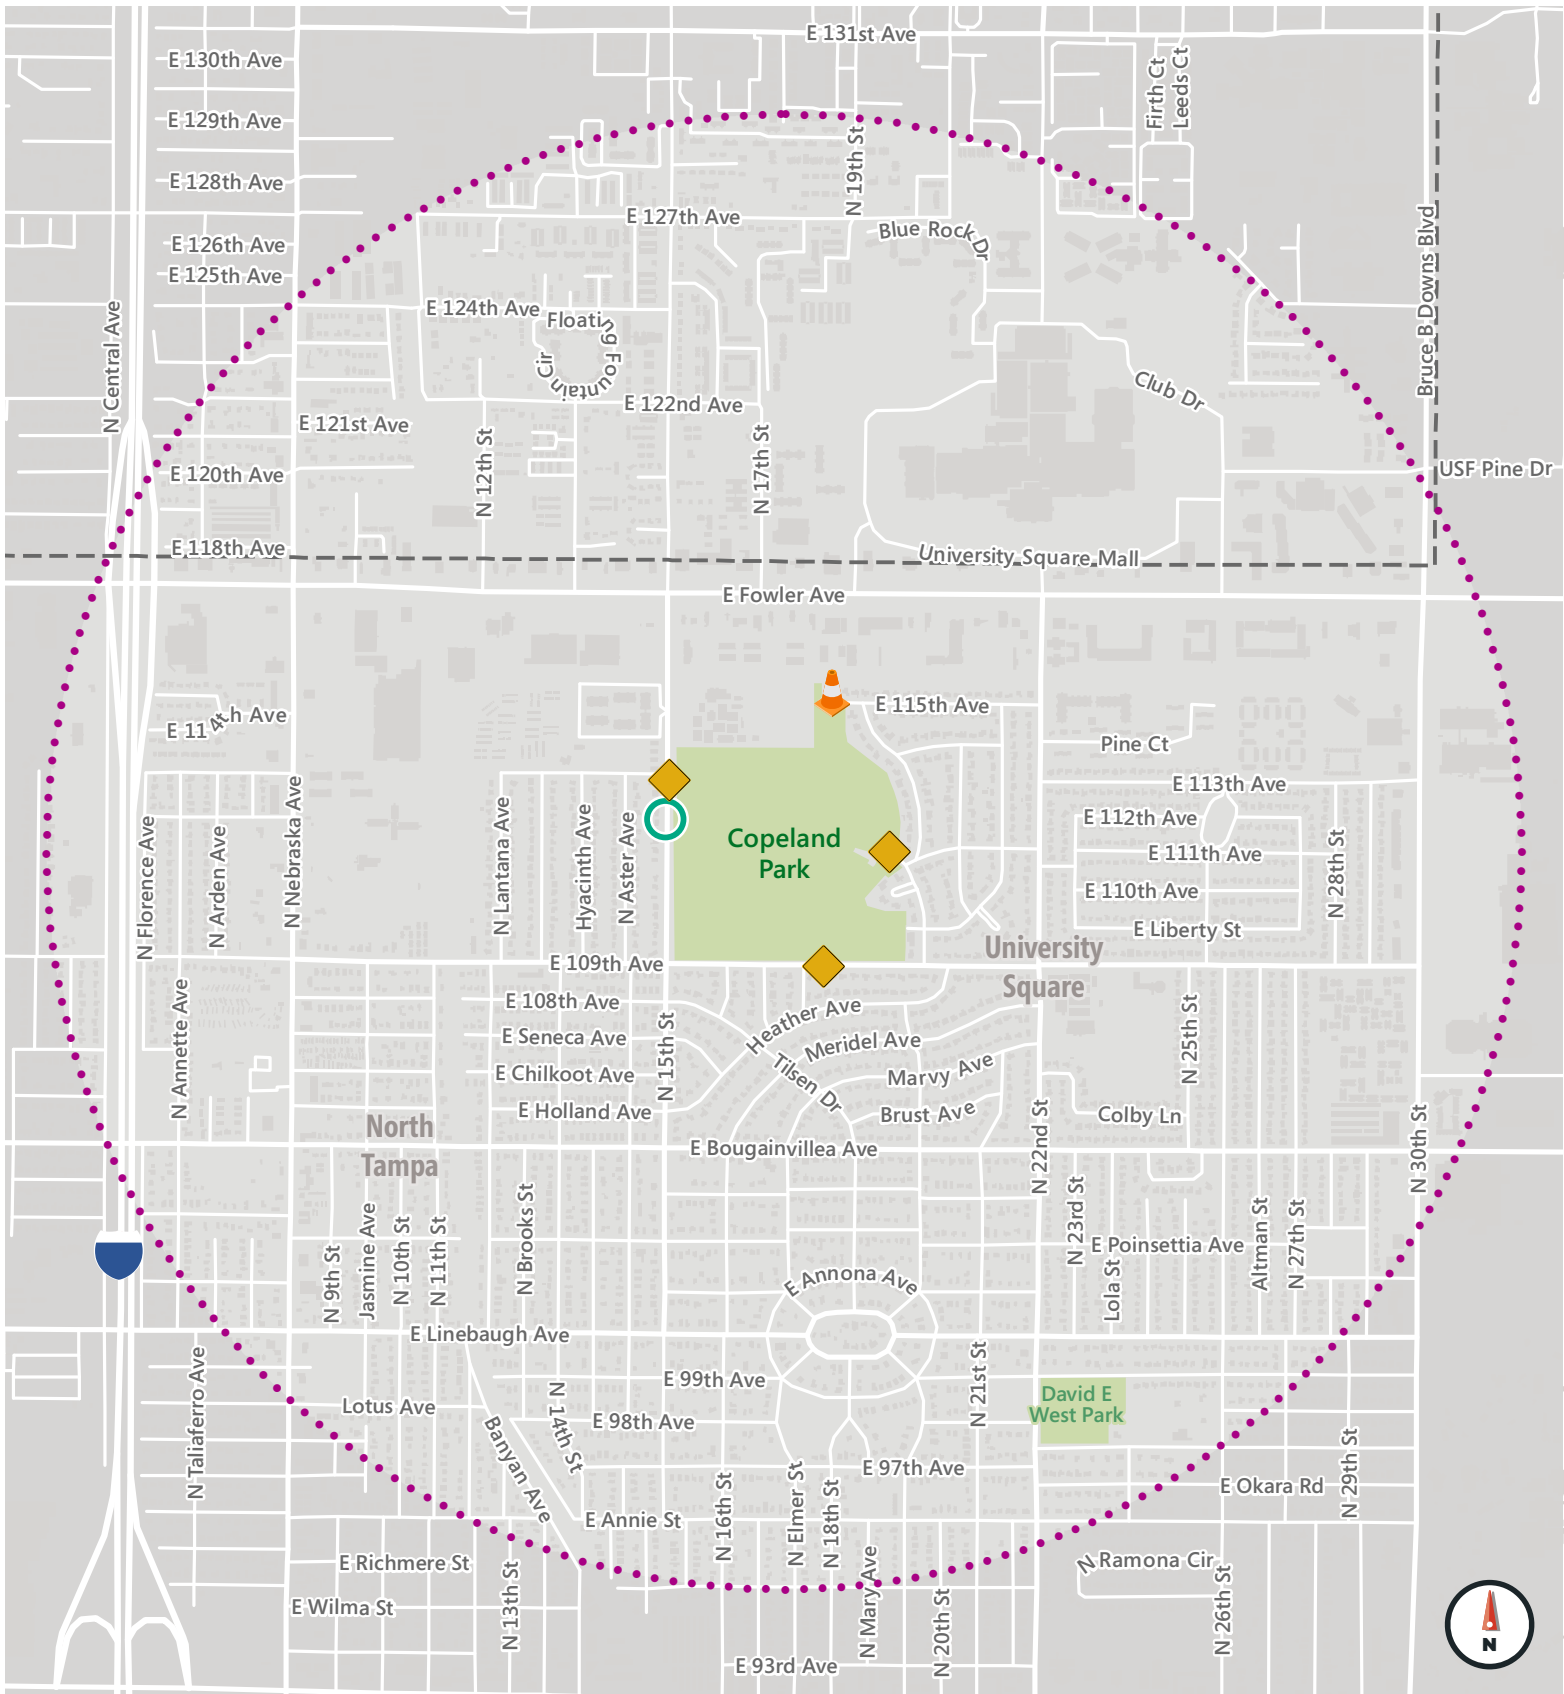 E 131st Ave
E 130th Ave
Firth Ct
Leeds Ct
E 129th Ave
N 19th St
E 128th Ave
E 127th Ave
Blue Rock Dr
E 126th Ave
E 125th Ave
Bruce B Downs Blvd
E 124th Ave
Floating Fountain Cir
N Central Ave
Club Dr
E 122nd Ave
E 121st Ave
N 12th St
N 17th St
E 120th Ave
USF Pine Dr
E 118th Ave
University Square Mall
E Fowler Ave
E 115th Ave
E 114th Ave
Pine Ct
E 113th Ave
E 112th Ave
E 111th Ave
E 110th Ave
E Liberty St
N 28th St
Copeland
Park
N Florence Ave
N Arden Ave
N Nebraska Ave
N Lantana Ave
Hyacinth Ave
N Aster Ave
University
Square
E 109th Ave
E 108th Ave
Heather Ave
E Seneca Ave
Meridel Ave
N Annette Ave
N 15th St
N 25th St
E Chilkoot Ave
Tilsen Dr
Marvy Ave
E Holland Ave
Brust Ave
Colby Ln
North
Tampa
E Bougainvillea Ave
N 22nd St
N 30th St
N 9th St
Jasmine Ave
N 10th St
N 11th St
N Brooks St
N 23rd St
E Poinsettia Ave
Lola St
Altman St
N 27th St
E Annona Ave
E Linebaugh Ave
E 99th Ave
N 21st St
David E
West Park
N Taliaferro Ave
Lotus Ave
N 14th St
E 98th Ave
Banyan Ave
E 97th Ave
E Okara Rd
N 29th St
N 16th St
N Elmer St
N 18th St
E Annie St
E Richmere St
N Ramona Cir
N 13th St
N Mary Ave
N 20th St
N 26th St
E Wilma St
E 93rd Ave
N